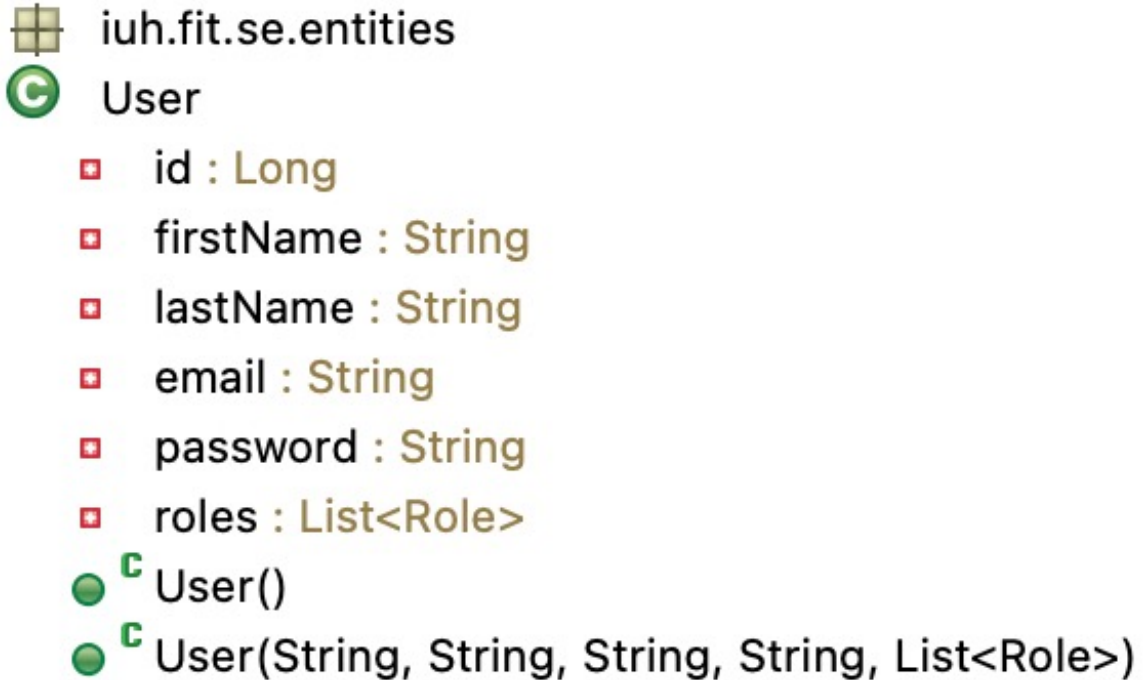 iuh.fit.se.entities
C User
id : Long
firstName : String
lastName : String
email : String
password : String
roles : List<Role>
C User()
C User(String, String, String, String, List<Role>)